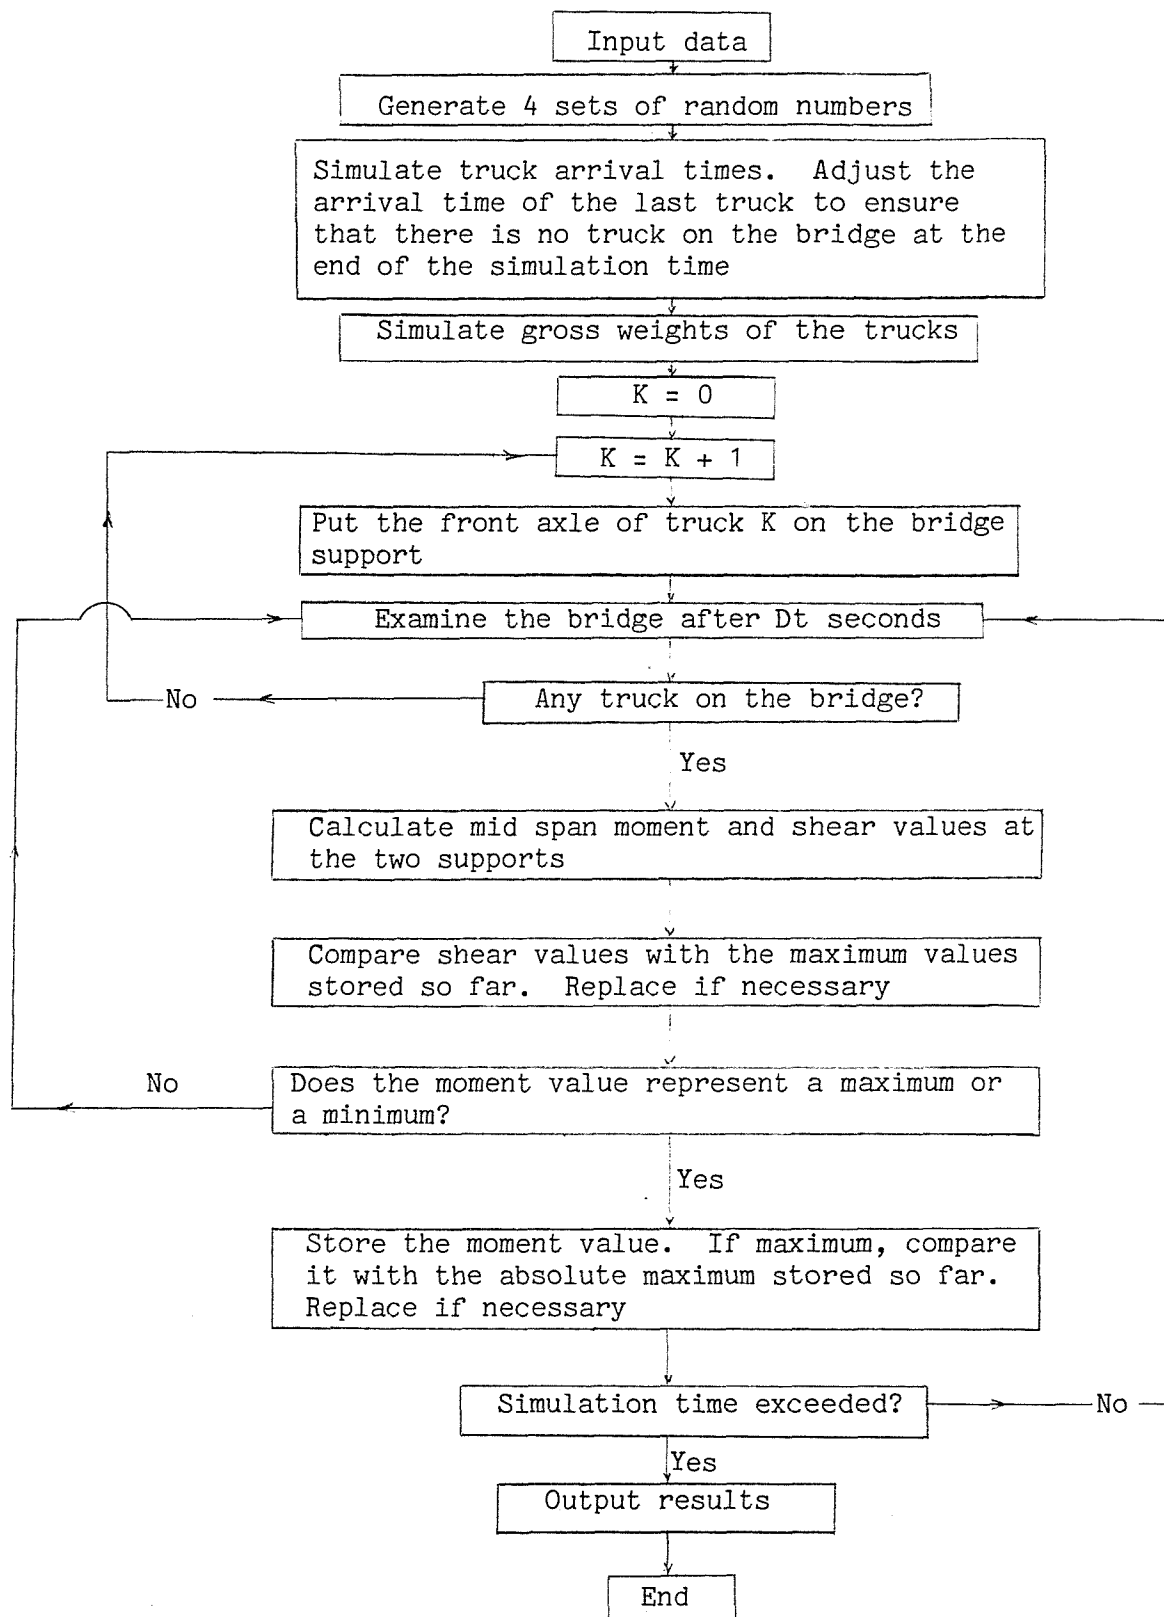 Input data
Generate 4 sets of random numbers
Simulate truck arrival times. Adjust the
arrival time of the last truck to ensure
that there is no truck on the bridge at the
end of the simulation time
Simulate gross weights of the trucks
K = 0
K = K + 1
Put the front axle of truck K on the bridge
support
Examine the bridge after Dt seconds
No
Any truck on the bridge?
Yes
Calculate mid span moment and shear values at
the two supports
Compare shear values with the maximum values
stored so far. Replace if necessary
No
Does the moment value represent a maximum or
a minimum?
Yes
Store the moment value. If maximum, compare
it with the absolute maximum stored so far.
Replace if necessary
Simulation time exceeded?
No
Yes
Output results
End